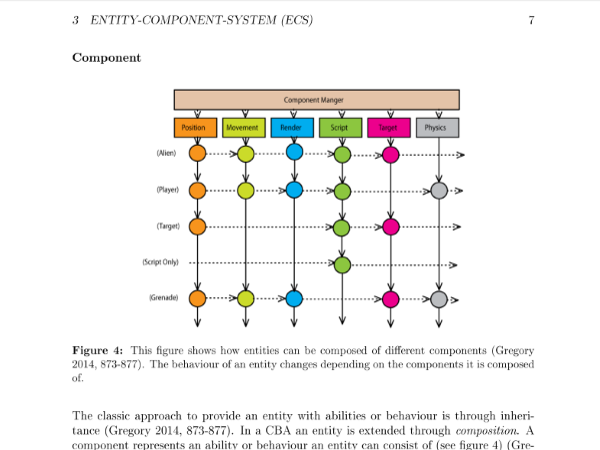 3 ENTITY-COMPONENT-SYSTEM (ECS) 7
Component
Component Manger
Position Movement Render Script Target Physics
(Alien)
(Player)
(Target)
(Script Only)
(Grenade)
Figure 4: This figure shows how entities can be composed of different components (Gregory
2014, 873-877). The behaviour of an entity changes depending on the components it is composed
of.
The classic approach to provide an entity with abilities or behaviour is through inheri-
tance (Gregory 2014, 873-877). In a CBA an entity is extended through composition. A
component represents an ability or behaviour an entity can consist of (see figure 4) (Gre-